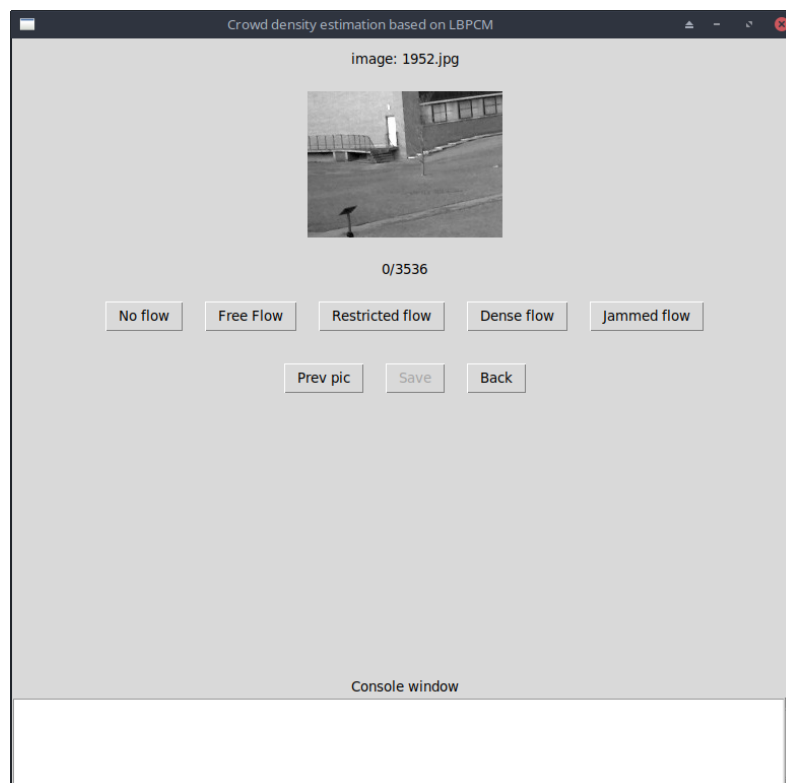 Crowd density estimation based on LBPCM
image: 1952.jpg
0/3536
No flow Free Flow Restricted flow Dense flow Jammed flow
Prev pic Save Back
Console window